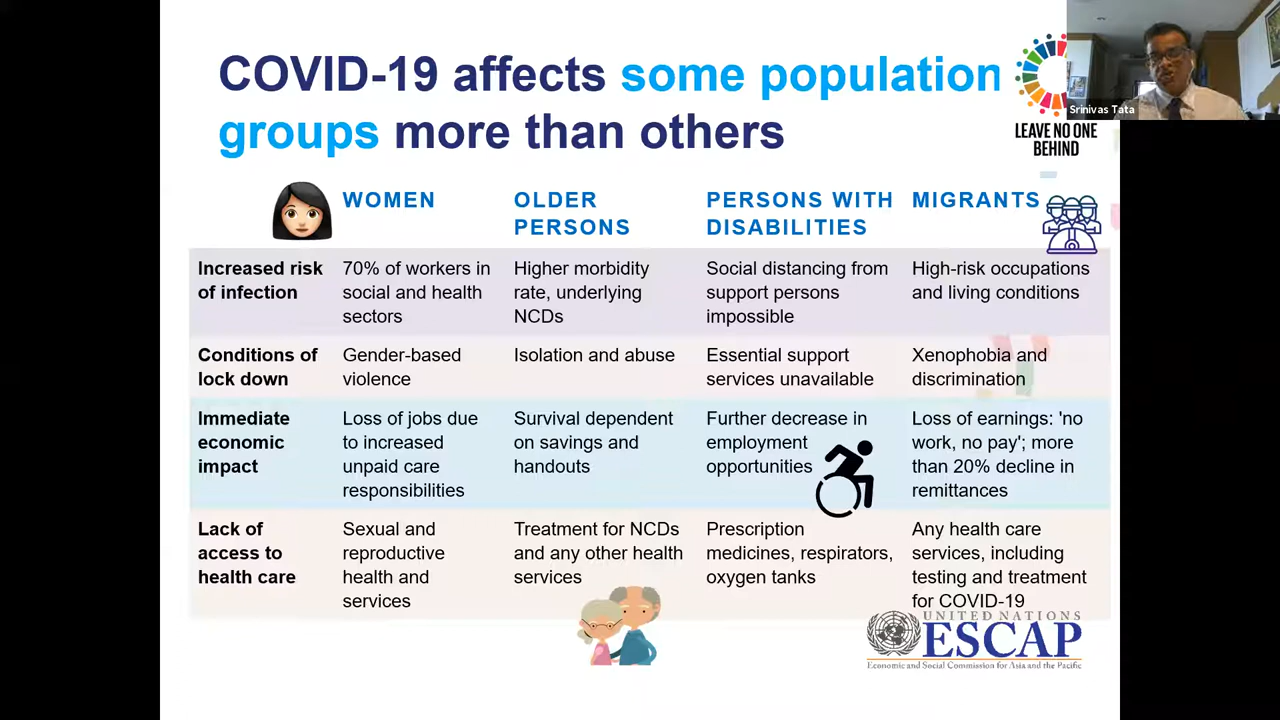 COVID-19 affects some population
groups more than others
LEAVE NO ONE
BEHIND
Srinivas Tata
WOMEN
OLDER
PERSONS
PERSONS WITH
DISABILITIES
MIGRANTS
Increased risk
of infection
70% of workers in
social and health
sectors
Higher morbidity
rate, underlying
NCDs
Social distancing from
support persons
impossible
High-risk occupations
and living conditions
Conditions of
lock down
Gender-based
violence
Isolation and abuse
Essential support
services unavailable
Xenophobia and
discrimination
Immediate
economic
impact
Loss of jobs due
to increased
unpaid care
responsibilities
Survival dependent
on savings and
handouts
Further decrease in
employment
opportunities
Loss of earnings: 'no
work, no pay'; more
than 20% decline in
remittances
Lack of
access to
health care
Sexual and
reproductive
health and
services
Treatment for NCDs
and any other health
services
Prescription
medicines, respirators,
oxygen tanks
Any health care
services, including
testing and treatment
for COVID-19
UNITED NATIONS
ESCAP
Economic and Social Commission for Asia and the Pacific